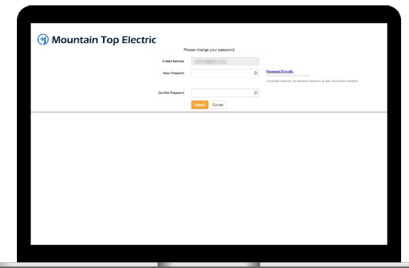 Mountain Top Electric
Please change your password
E-Mail Address
New Password
Password Strength
Confirm Password
Submit Cancel